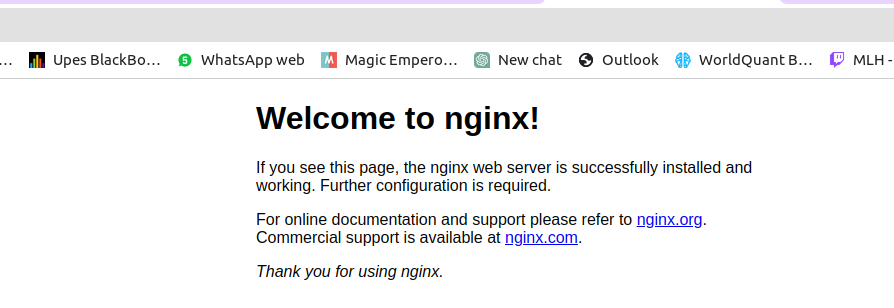 ... Upes BlackBo... 5 WhatsApp web M Magic Empero... New chat Outlook WorldQuant B... MLH -
Welcome to nginx!
If you see this page, the nginx web server is successfully installed and
working. Further configuration is required.
For online documentation and support please refer to nginx.org.
Commercial support is available at nginx.com.
Thank you for using nginx.